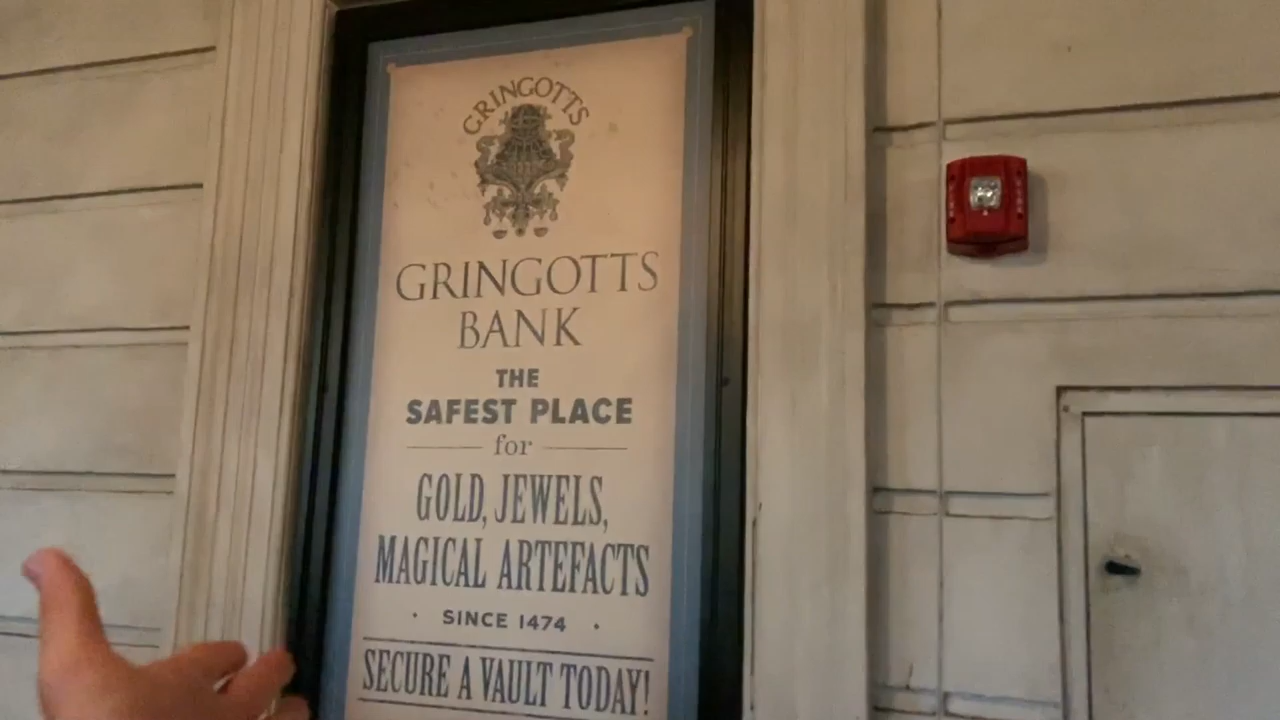 GRINGOTTS
GRINGOTTS
BANK
THE
SAFEST PLACE
for
GOLD, JEWELS,
MAGICAL ARTEFACTS
· SINCE 1474 ·
SECURE A VAULT TODAY!